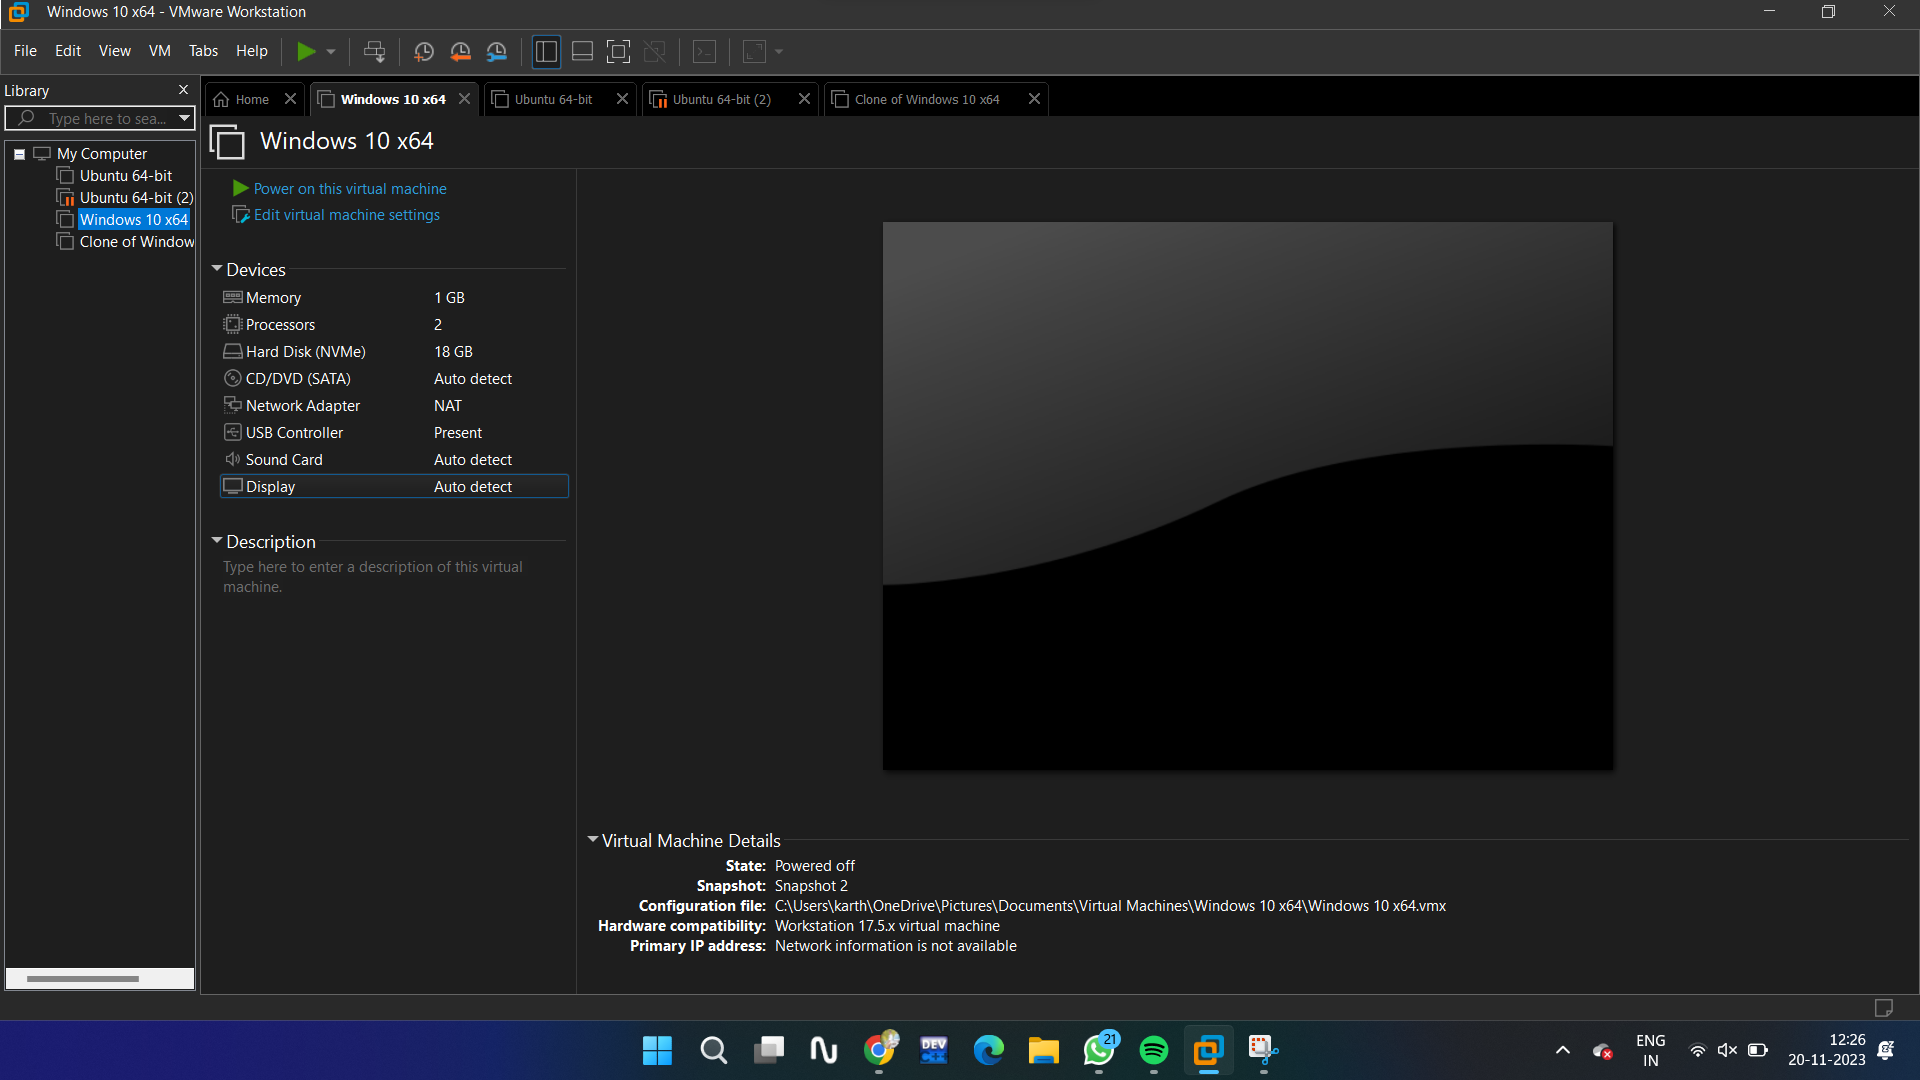 Windows 10 x64 - VMware Workstation
File Edit View VM Tabs Help
Library
Type here to sea...
My Computer
Ubuntu 64-bit
Ubuntu 64-bit (2)
Windows 10 x64
Clone of Window
Home
Windows 10 x64
Ubuntu 64-bit
Ubuntu 64-bit (2)
Clone of Windows 10 x64
Windows 10 x64
Power on this virtual machine
Edit virtual machine settings
Devices
Memory 1 GB
Processors 2
Hard Disk (NVMe) 18 GB
CD/DVD (SATA) Auto detect
Network Adapter NAT
USB Controller Present
Sound Card Auto detect
Display Auto detect
Description
Type here to enter a description of this virtual
machine.
Virtual Machine Details
State: Powered off
Snapshot: Snapshot 2
Configuration file: C:\Users\karth\OneDrive\Pictures\Documents\Virtual Machines\Windows 10 x64\Windows 10 x64.vmx
Hardware compatibility: Workstation 17.5.x virtual machine
Primary IP address: Network information is not available
DEV
C++
21
ENG
IN
12:26
20-11-2023